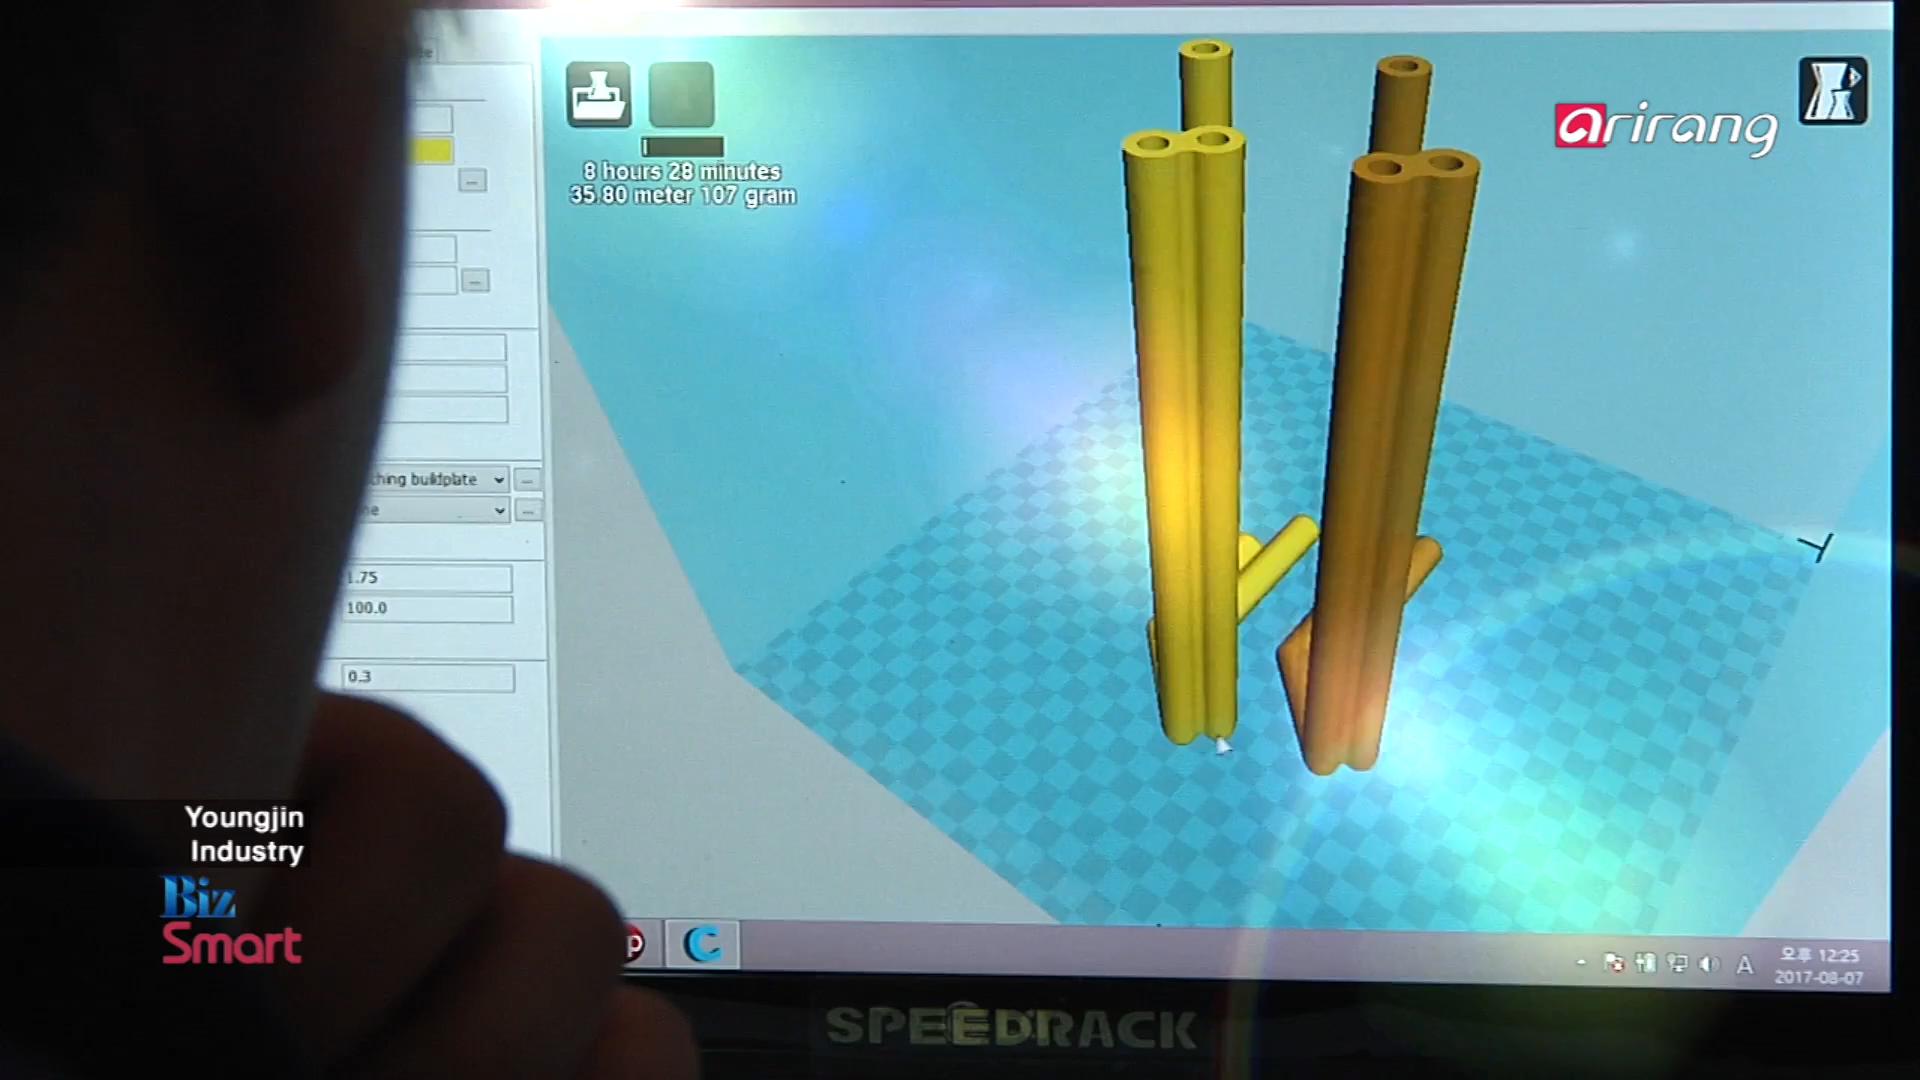 8 hours 28 minutes
35.80 meter 107 gram
arirang
ching buildplate
1.75
100.0
0.3
Youngjin
Industry
Biz
Smart
p
C
A
오후 12:25
2017-08-07
SPEEDRACK